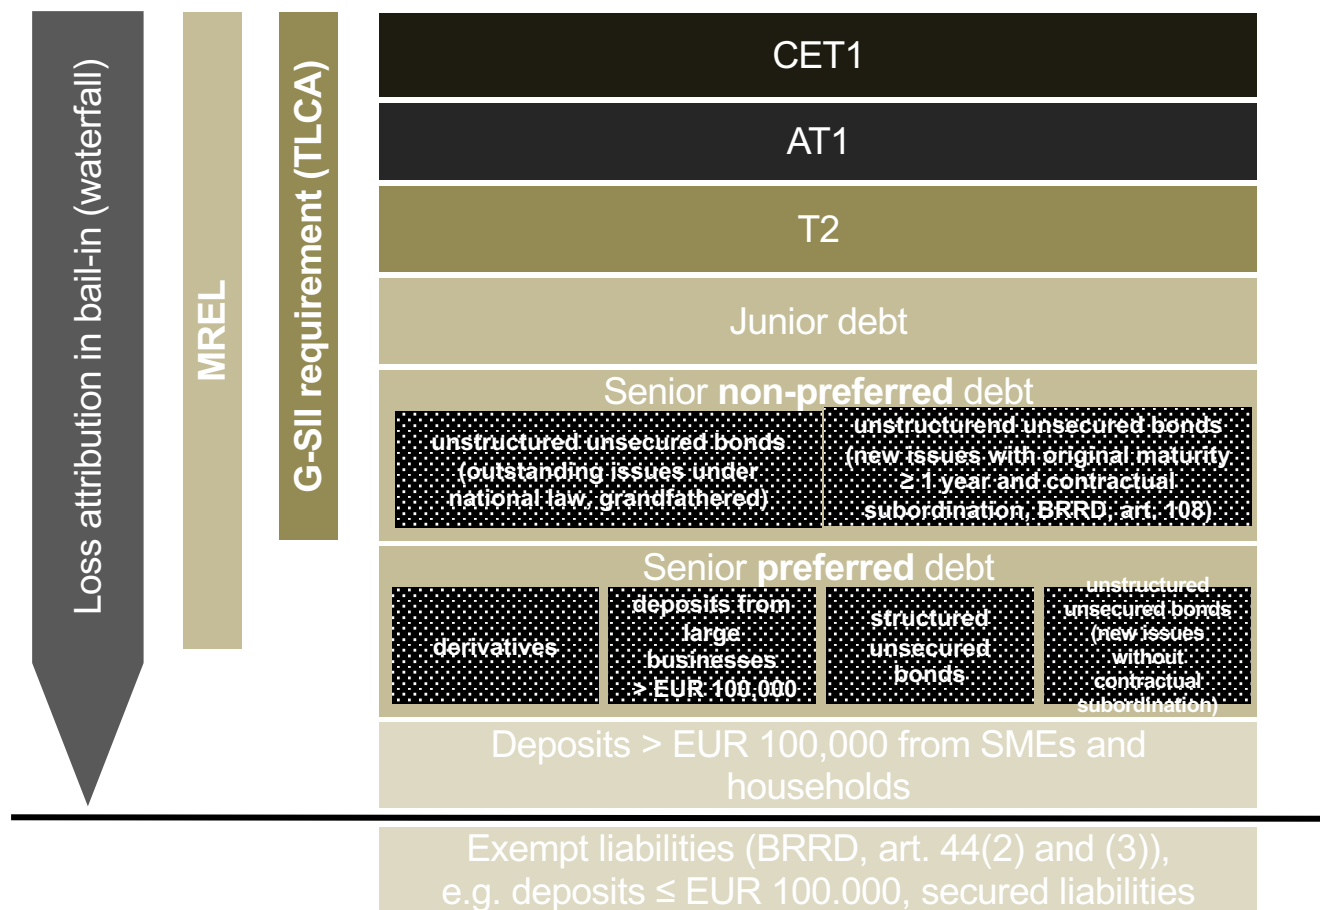 Loss attribution in bail-in (waterfall)
MREL
G-SII requirement (TLCA)
CET1
AT1
T2
Junior debt
Senior non-preferred debt
unstructured unsecured bonds
(outstanding issues under
national law, grandfathered)
unstructurend unsecured bonds
(new issues with original maturity
≥ 1 year and contractual
subordination, BRRD, art. 108)
Senior preferred debt
derivatives
deposits from
large
businesses
> EUR 100,000
structured
unsecured
bonds
unstructured
unsecured bonds
(new issues
without
contractual
subordination)
Deposits > EUR 100,000 from SMEs and
households
Exempt liabilities (BRRD, art. 44(2) and (3)),
e.g. deposits ≤ EUR 100.000, secured liabilities